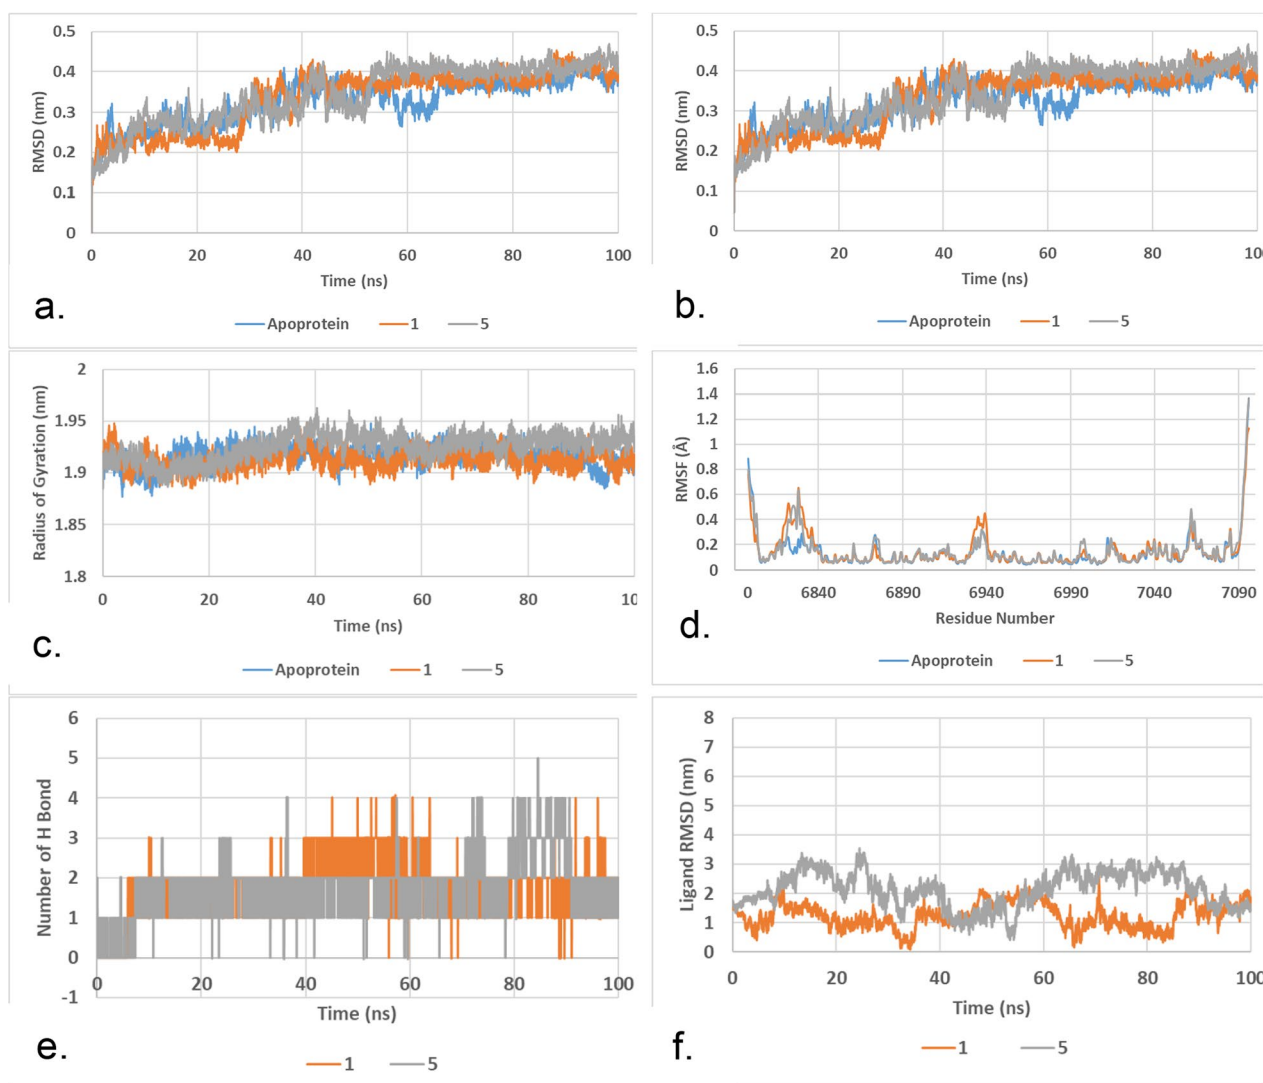 0.5
0.4
0.3
0.2
0.1
0
RMSD (nm)
0 20 40 60 80 100
Time (ns)
a.
Apoprotein 1 5
0.5
0.4
0.3
0.2
0.1
0
RMSD (nm)
0 20 40 60 80 100
Time (ns)
b.
Apoprotein 1 5
2
1.95
1.9
1.85
1.8
Radius of Gyration (nm)
0 20 40 60 80 10
Time (ns)
c.
Apoprotein 1 5
1.6
1.4
1.2
1
0.8
0.6
0.4
0.2
0
RMSF (Å)
0 6840 6890 6940 6990 7040 7090
Residue Number
d.
Apoprotein 1 5
6
5
4
3
2
1
0
-1
Number of H Bond
0 20 40 60 80 100
Time (ns)
e.
1 5
8
7
6
5
4
3
2
1
0
Ligand RMSD (nm)
0 20 40 60 80 100
Time (ns)
f.
1 5